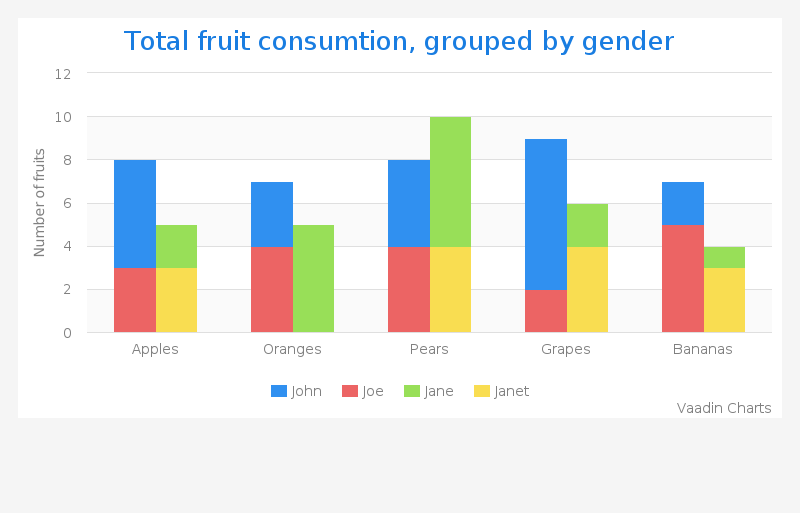 Total fruit consumtion, grouped by gender
Number of fruits
12
10
8
6
4
2
0
Apples Oranges Pears Grapes Bananas
John Joe Jane Janet
Vaadin Charts